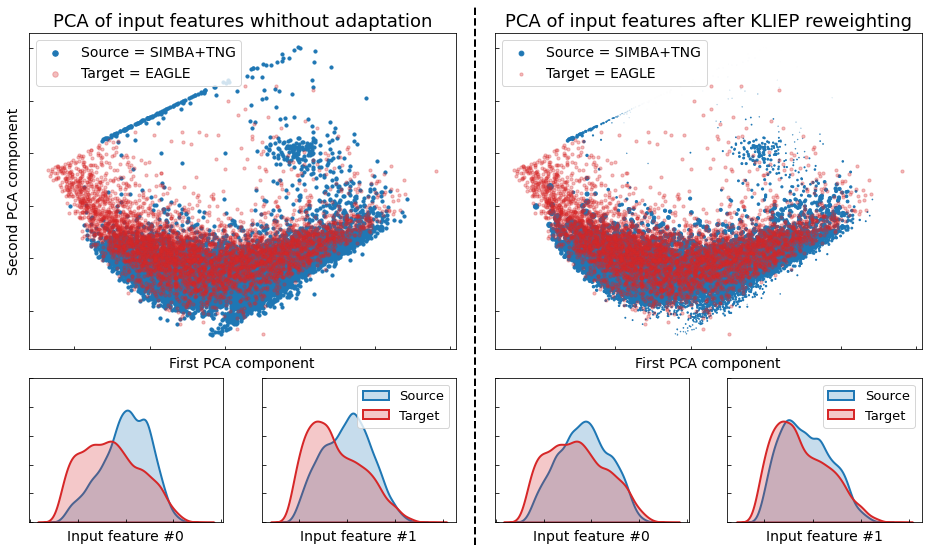 PCA of input features whithout adaptation
Source = SIMBA+TNG
Target = EAGLE
Second PCA component
First PCA component
Source
Target
Input feature #0
Input feature #1
PCA of input features after KLIEP reweighting
Source = SIMBA+TNG
Target = EAGLE
First PCA component
Source
Target
Input feature #0
Input feature #1